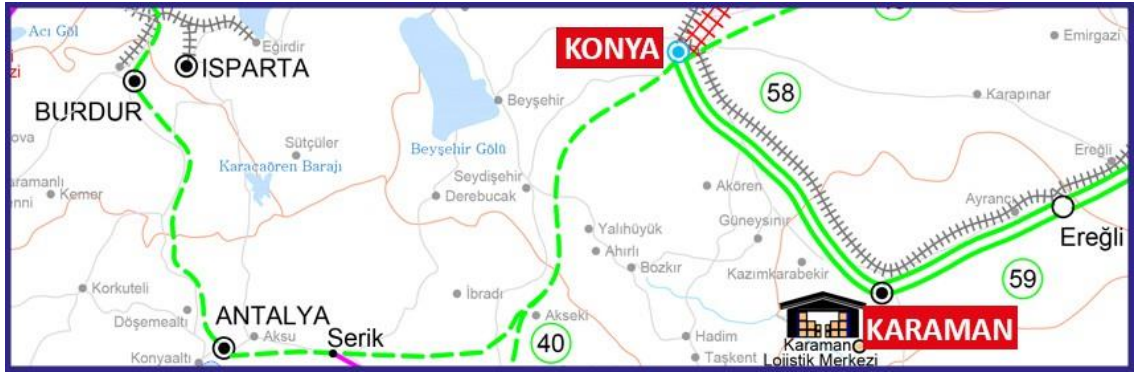 Acı Göl
zi
Eğirdir
ISPARTA
BURDUR
Sütçüler
Karacaören Barajı
Kemer
Korkuteli
Döşemealtı
ANTALYA
Aksu
Konyaaltı
Serik
Beyşehir
Beyşehir Gölü
Seydişehir
Derebucak
İbradı
Akseki
40
KONYA
58
Emirgazi
Karapınar
Akören
Güneysınır
Yalıhüyük
Ahırlı
Bozkır
Kazımkarabekir
Hadim
Taşkent
Ereğli
Ayrancı
Ereğli
59
KARAMAN
Karaman
Lojistik Merkezi